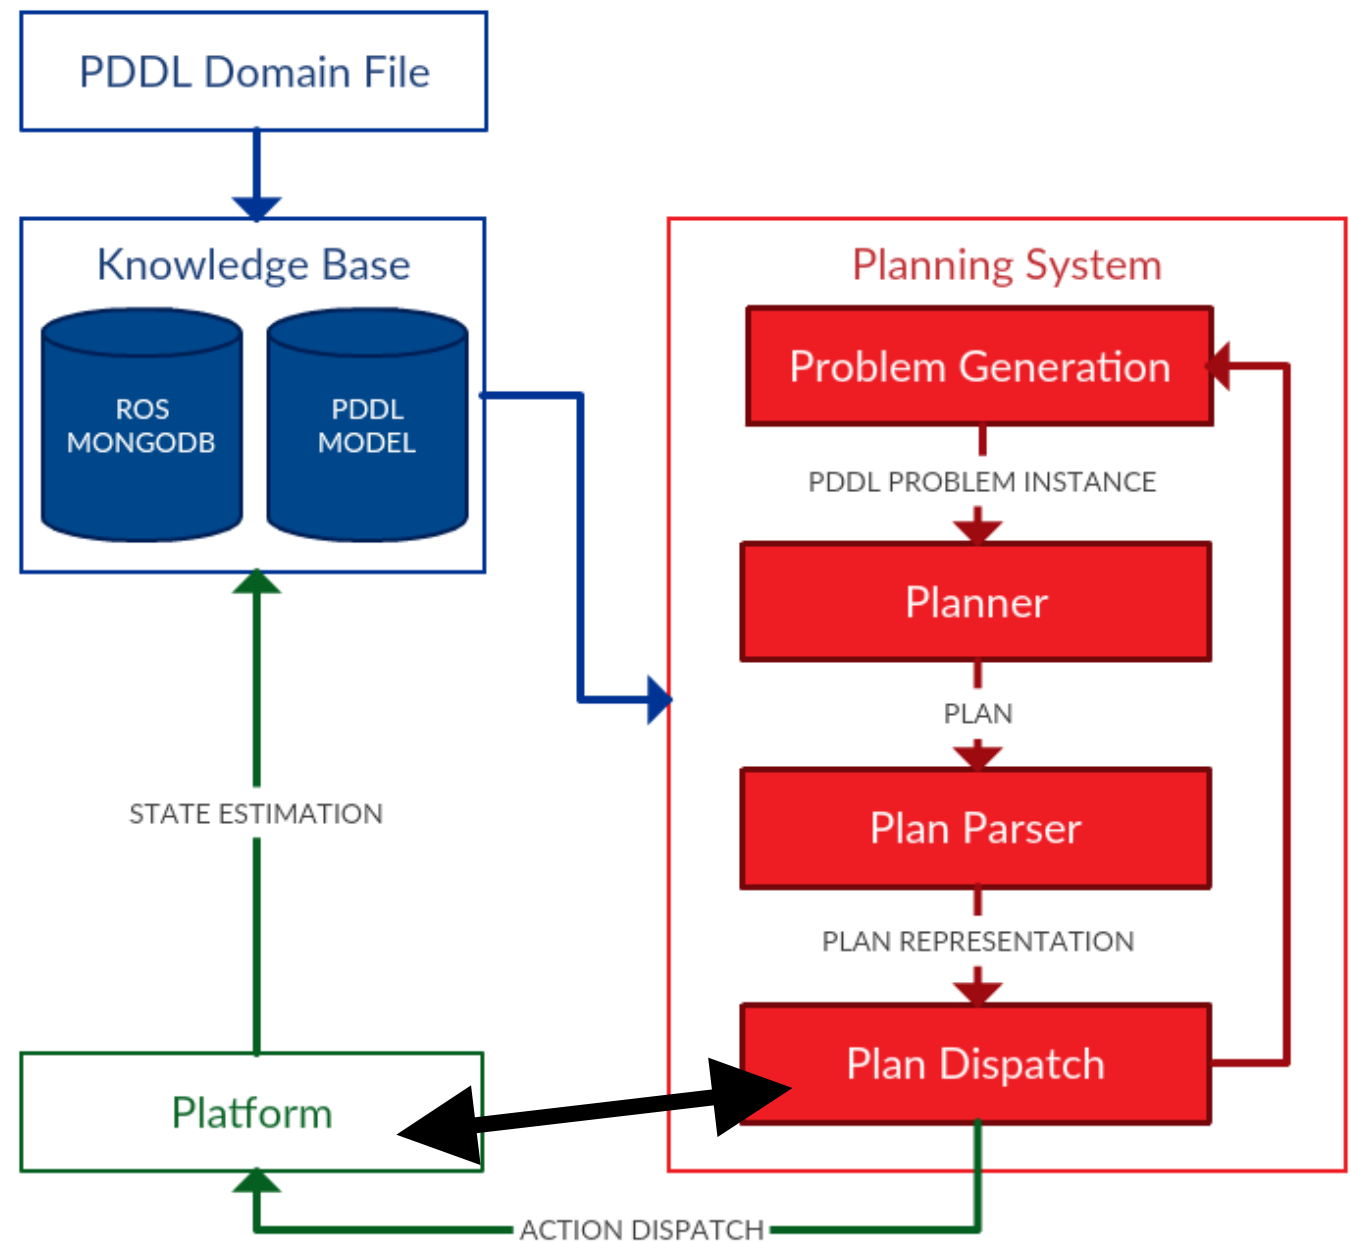 PDDL Domain File
Knowledge Base
ROS
MONGODB
PDDL
MODEL
STATE ESTIMATION
Platform
Planning System
Problem Generation
PDDL PROBLEM INSTANCE
Planner
PLAN
Plan Parser
PLAN REPRESENTATION
Plan Dispatch
ACTION DISPATCH